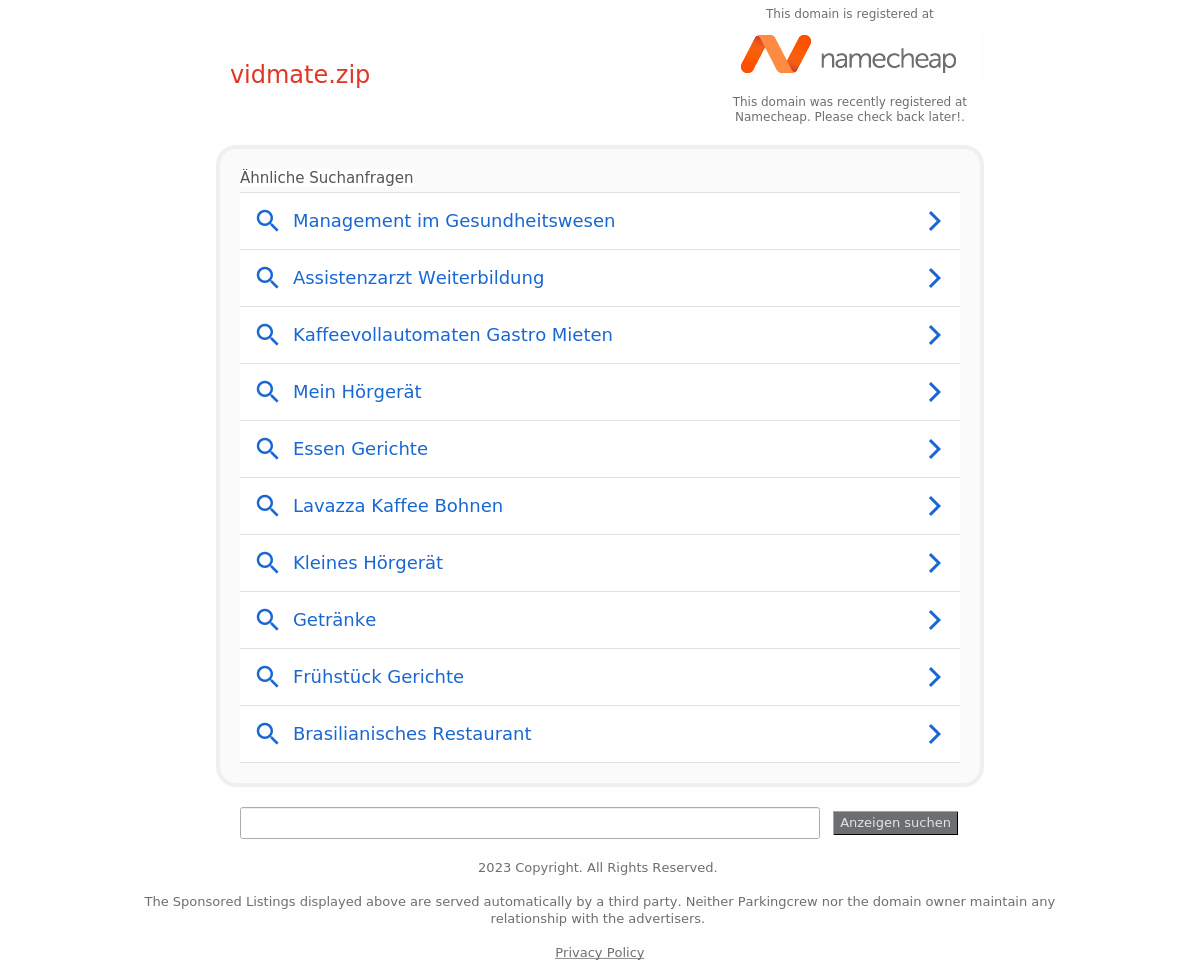 This domain is registered at
namecheap
vidmate.zip
This domain was recently registered at
Namecheap. Please check back later!.
Ähnliche Suchanfragen
Management im Gesundheitswesen
Assistenzarzt Weiterbildung
Kaffeevollautomaten Gastro Mieten
Mein Hörgerät
Essen Gerichte
Lavazza Kaffee Bohnen
Kleines Hörgerät
Getränke
Frühstück Gerichte
Brasilianisches Restaurant
Anzeigen suchen
2023 Copyright. All Rights Reserved.
The Sponsored Listings displayed above are served automatically by a third party. Neither Parkingcrew nor the domain owner maintain any
relationship with the advertisers.
Privacy Policy